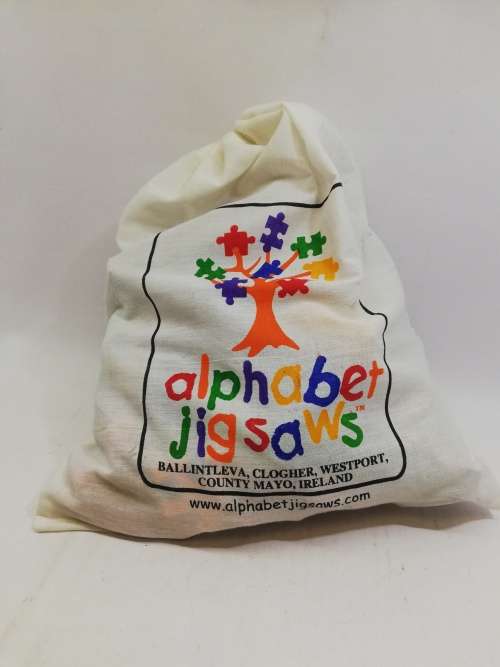 alphabet
jigsaws™
BALLINTLEVA, CLOGHER, WESTPORT,
COUNTY MAYO, IRELAND
www.alphabetjigsaws.com